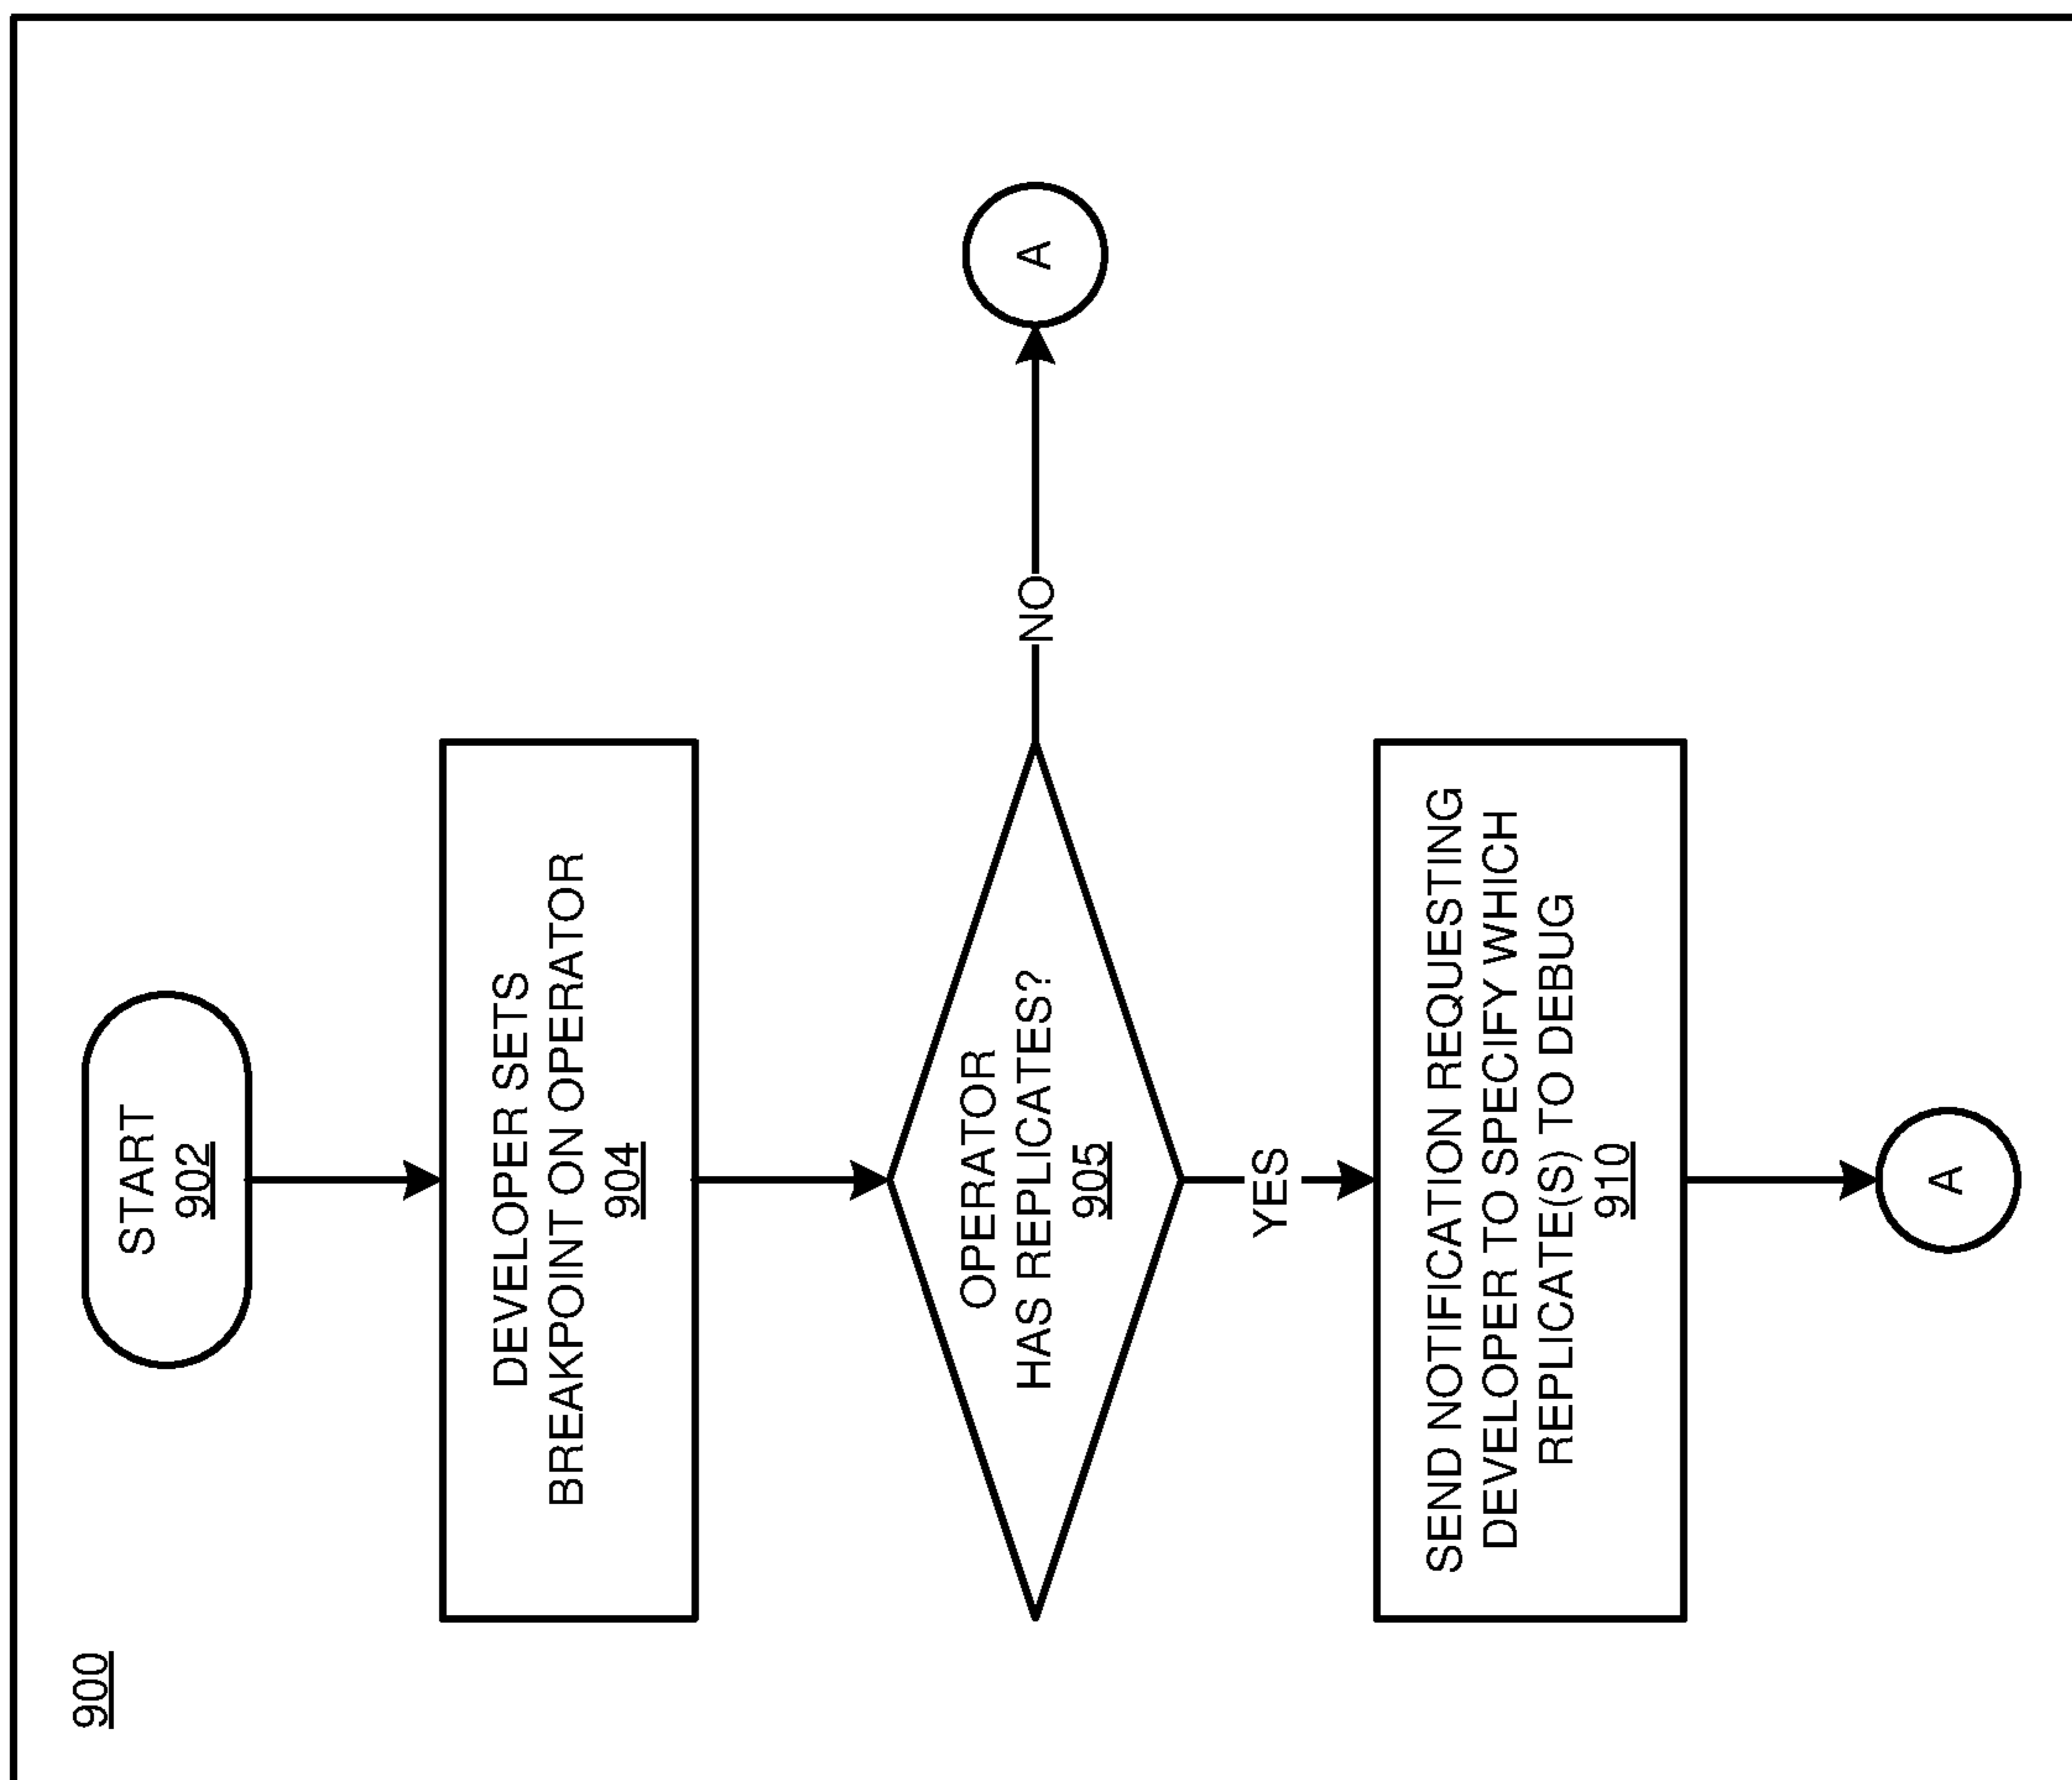 900
START
902
DEVELOPER SETS
BREAKPOINT ON OPERATOR
904
OPERATOR
HAS REPLICATES?
905
NO
A
YES
SEND NOTIFICATION REQUESTING
DEVELOPER TO SPECIFY WHICH
REPLICATE(S) TO DEBUG
910
A